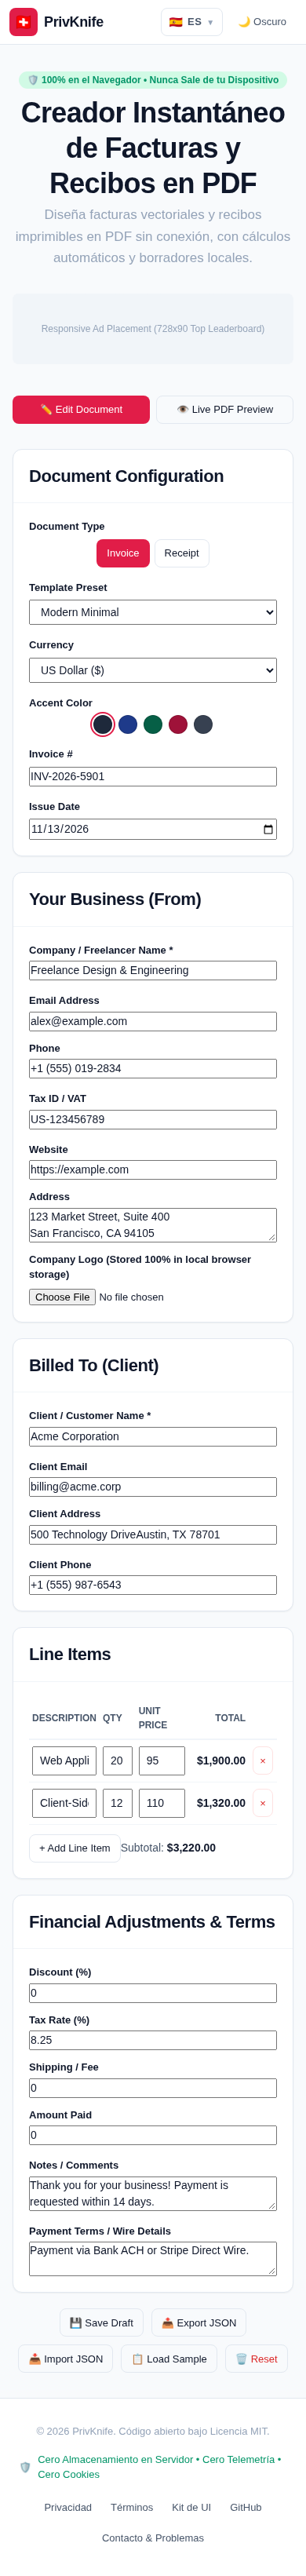 PrivKnife
🇪🇸 ES ▼
🌙 Oscuro
🛡️ 100% en el Navegador • Nunca Sale de tu Dispositivo
Creador Instantáneo
de Facturas y
Recibos en PDF
Diseña facturas vectoriales y recibos
imprimibles en PDF sin conexión, con cálculos
automáticos y borradores locales.
Responsive Ad Placement (728x90 Top Leaderboard)
✏️ Edit Document
👁️ Live PDF Preview
Document Configuration
Document Type
Invoice
Receipt
Template Preset
Modern Minimal
Currency
US Dollar ($)
Accent Color
Invoice #
INV-2026-5901
Issue Date
11/13/2026
Your Business (From)
Company / Freelancer Name *
Freelance Design & Engineering
Email Address
alex@example.com
Phone
+1 (555) 019-2834
Tax ID / VAT
US-123456789
Website
https://example.com
Address
123 Market Street, Suite 400
San Francisco, CA 94105
Company Logo (Stored 100% in local browser
storage)
Choose File No file chosen
Billed To (Client)
Client / Customer Name *
Acme Corporation
Client Email
billing@acme.corp
Client Address
500 Technology DriveAustin, TX 78701
Client Phone
+1 (555) 987-6543
Line Items
DESCRIPTION QTY UNIT PRICE TOTAL
Web Appli 20 95 $1,900.00 ×
Client-Side 12 110 $1,320.00 ×
+ Add Line Item Subtotal: $3,220.00
Financial Adjustments & Terms
Discount (%)
0
Tax Rate (%)
8.25
Shipping / Fee
0
Amount Paid
0
Notes / Comments
Thank you for your business! Payment is
requested within 14 days.
Payment Terms / Wire Details
Payment via Bank ACH or Stripe Direct Wire.
💾 Save Draft
📤 Export JSON
📥 Import JSON
📋 Load Sample
🗑️ Reset
© 2026 PrivKnife. Código abierto bajo Licencia MIT.
🛡️ Cero Almacenamiento en Servidor • Cero Telemetría •
Cero Cookies
Privacidad Términos Kit de UI GitHub
Contacto & Problemas